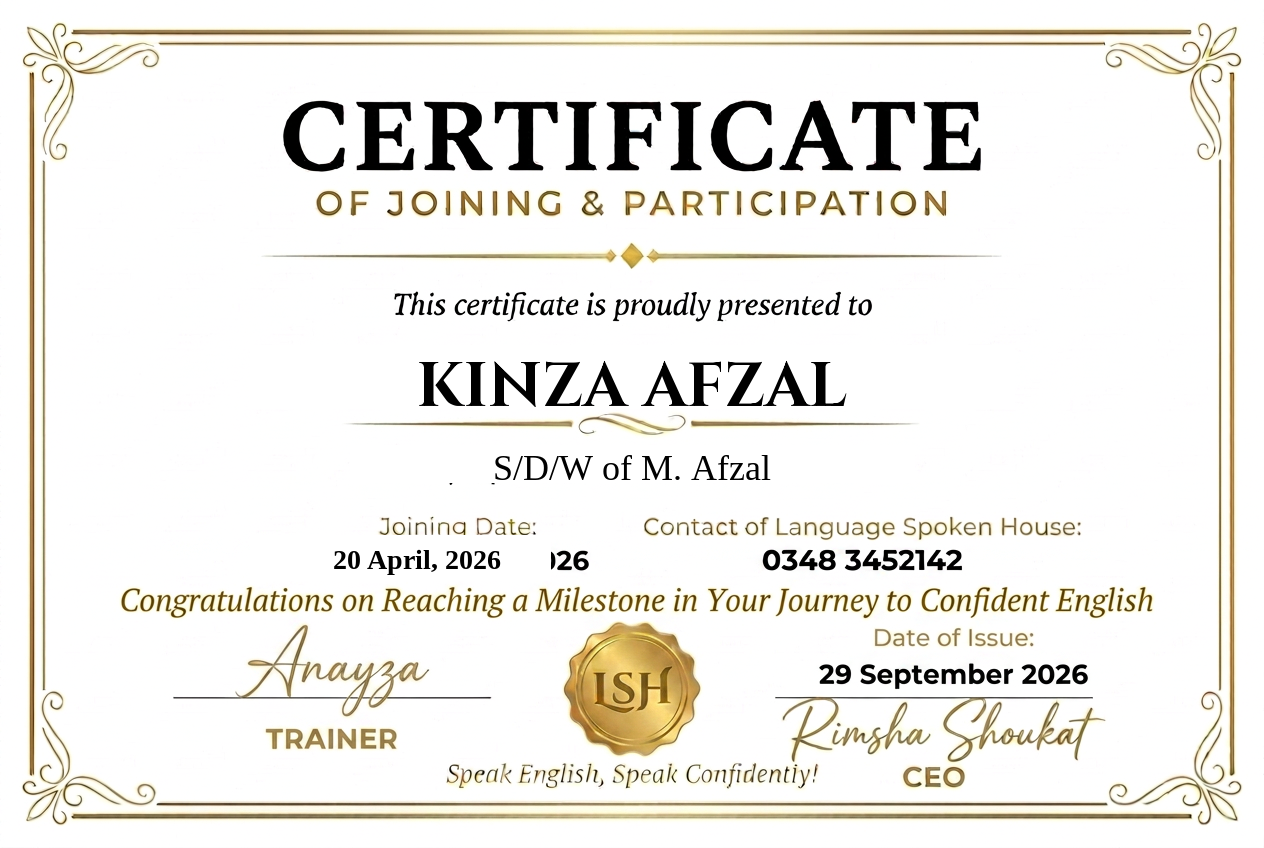 CERTIFICATE
OF JOINING & PARTICIPATION
This certificate is proudly presented to
KINZA AFZAL
S/D/W of M. Afzal
Joining Date: Contact of Language Spoken House:
20 April, 2026 26 0348 3452142
Congratulations on Reaching a Milestone in Your Journey to Confident English
Date of Issue:
Anayza 29 September 2026
LSH
Rimsha Shoukat
TRAINER
Speak English, Speak Confidently!
CEO